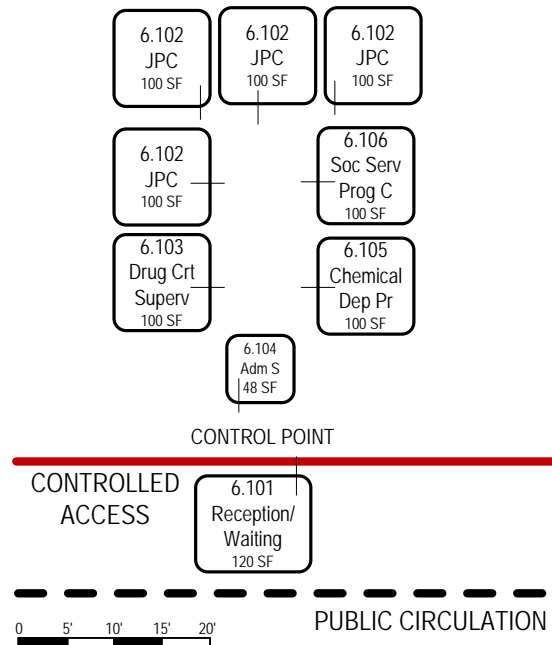 6.102
JPC
100 SF
6.102
JPC
100 SF
6.102
JPC
100 SF
6.102
JPC
100 SF
6.106
Soc Serv
Prog C
100 SF
6.103
Drug Crt
Superv
100 SF
6.105
Chemical
Dep Pr
100 SF
6.104
Adm S
48 SF
CONTROL POINT
CONTROLLED
ACCESS
6.101
Reception/
Waiting
120 SF
PUBLIC CIRCULATION
0 5' 10' 15' 20'